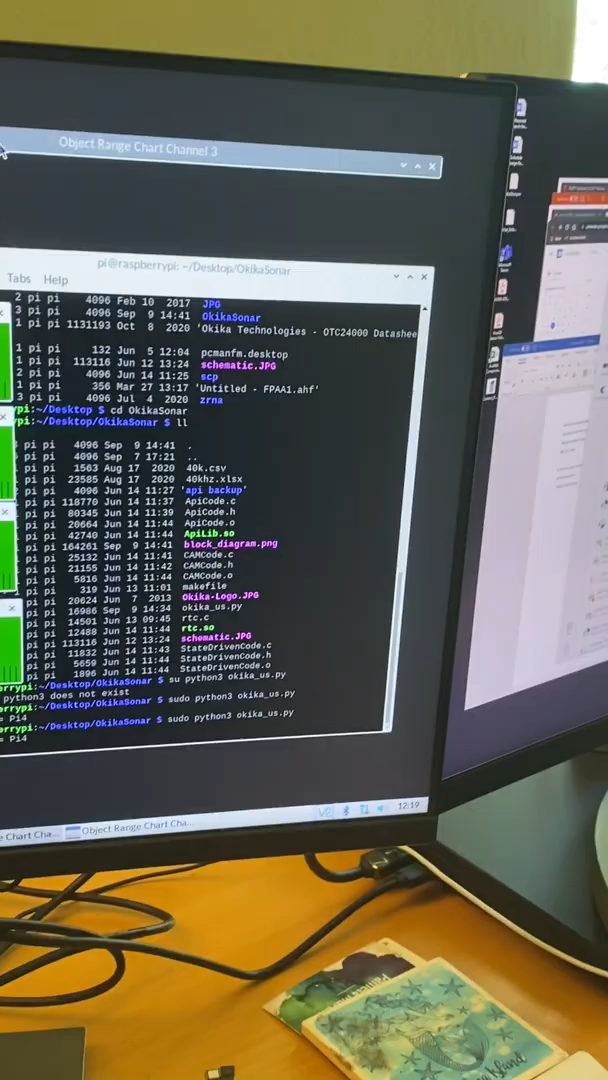 Object Range Chart Channel 3
pi@raspberrypi: ~/Desktop/OkikaSonar
Tabs Help
2 pi pi 4096 Feb 10 2017 JPG
3 pi pi 4096 Sep 9 14:41 OkikaSonar
1 pi pi 1131193 Oct 8 2020 'Okika Technologies - OTC24000 Datashee
1 pi pi 132 Jun 5 12:04 pcmanfm.desktop
1 pi pi 113116 Jun 12 13:24 schematic.JPG
2 pi pi 4096 Jun 14 11:25 scp
1 pi pi 356 Mar 27 13:17 'Untitled - FPAA1.ahf'
3 pi pi 4096 Jul 4 2020 zrna
pi:~/Desktop $ cd OkikaSonar
pi:~/Desktop/OkikaSonar $ ll
pi pi 4096 Sep 9 14:41 .
pi pi 4096 Sep 7 17:21 ..
pi pi 1563 Aug 17 2020 40k.csv
pi pi 23585 Aug 17 2020 40khz.xlsx
pi pi 4096 Jun 14 11:27 'api backup'
pi pi 118770 Jun 14 11:37 ApiCode.c
pi pi 80345 Jun 14 11:39 ApiCode.h
pi pi 20664 Jun 14 11:44 ApiCode.o
pi pi 42740 Jun 14 11:44 ApiLib.so
pi pi 164261 Sep 9 14:41 block_diagram.png
pi pi 25132 Jun 14 11:41 CAMCode.c
pi pi 21155 Jun 14 11:42 CAMCode.h
pi pi 5816 Jun 14 11:44 CAMCode.o
pi pi 319 Jun 13 11:01 makefile
pi pi 20624 Jun 7 2013 Okika-Logo.JPG
pi pi 16986 Sep 9 14:34 okika_us.py
pi pi 14501 Jun 13 09:45 rtc.c
pi pi 12488 Jun 14 11:44 rtc.so
pi pi 113116 Jun 12 13:24 schematic.JPG
pi pi 11832 Jun 14 11:43 StateDrivenCode.c
pi pi 5659 Jun 14 11:44 StateDrivenCode.h
pi pi 1896 Jun 14 11:44 StateDrivenCode.o
errypi:~/Desktop/OkikaSonar $ su python3 okika_us.py
python3 does not exist
errypi:~/Desktop/OkikaSonar $ sudo python3 okika_us.py
= Pi4
errypi:~/Desktop/OkikaSonar $ sudo python3 okika_us.py
= Pi4
e Chart Cha... Object Range Chart Cha... 12:19
Island